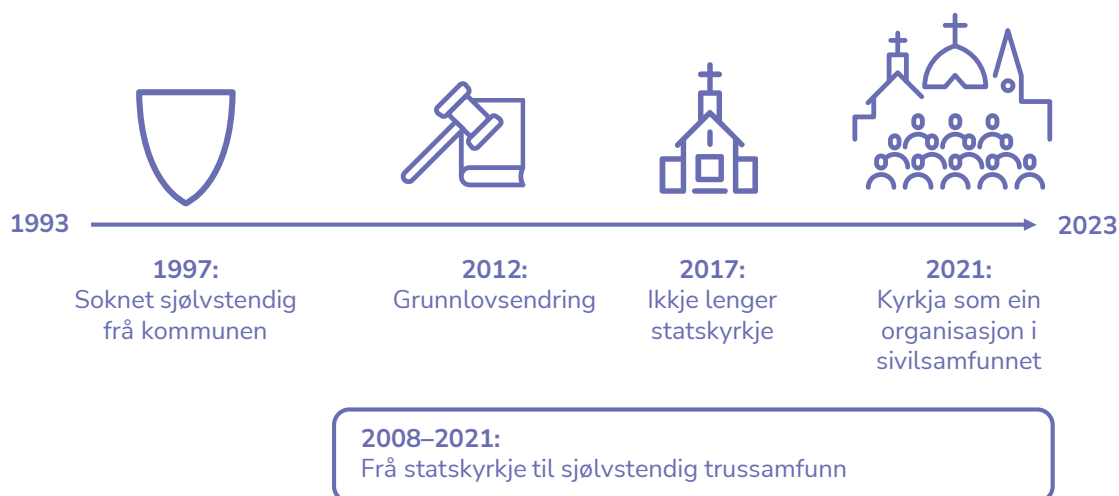 1993
2023
1997:
Soknet sjølvstendig
frå kommunen
2012:
Grunnlovsendring
2017:
Ikkje lenger
statskyrkje
2021:
Kyrkja som ein
organisasjon i
sivilsamfunnet
2008–2021:
Frå statskyrkje til sjølvstendig trussamfunn